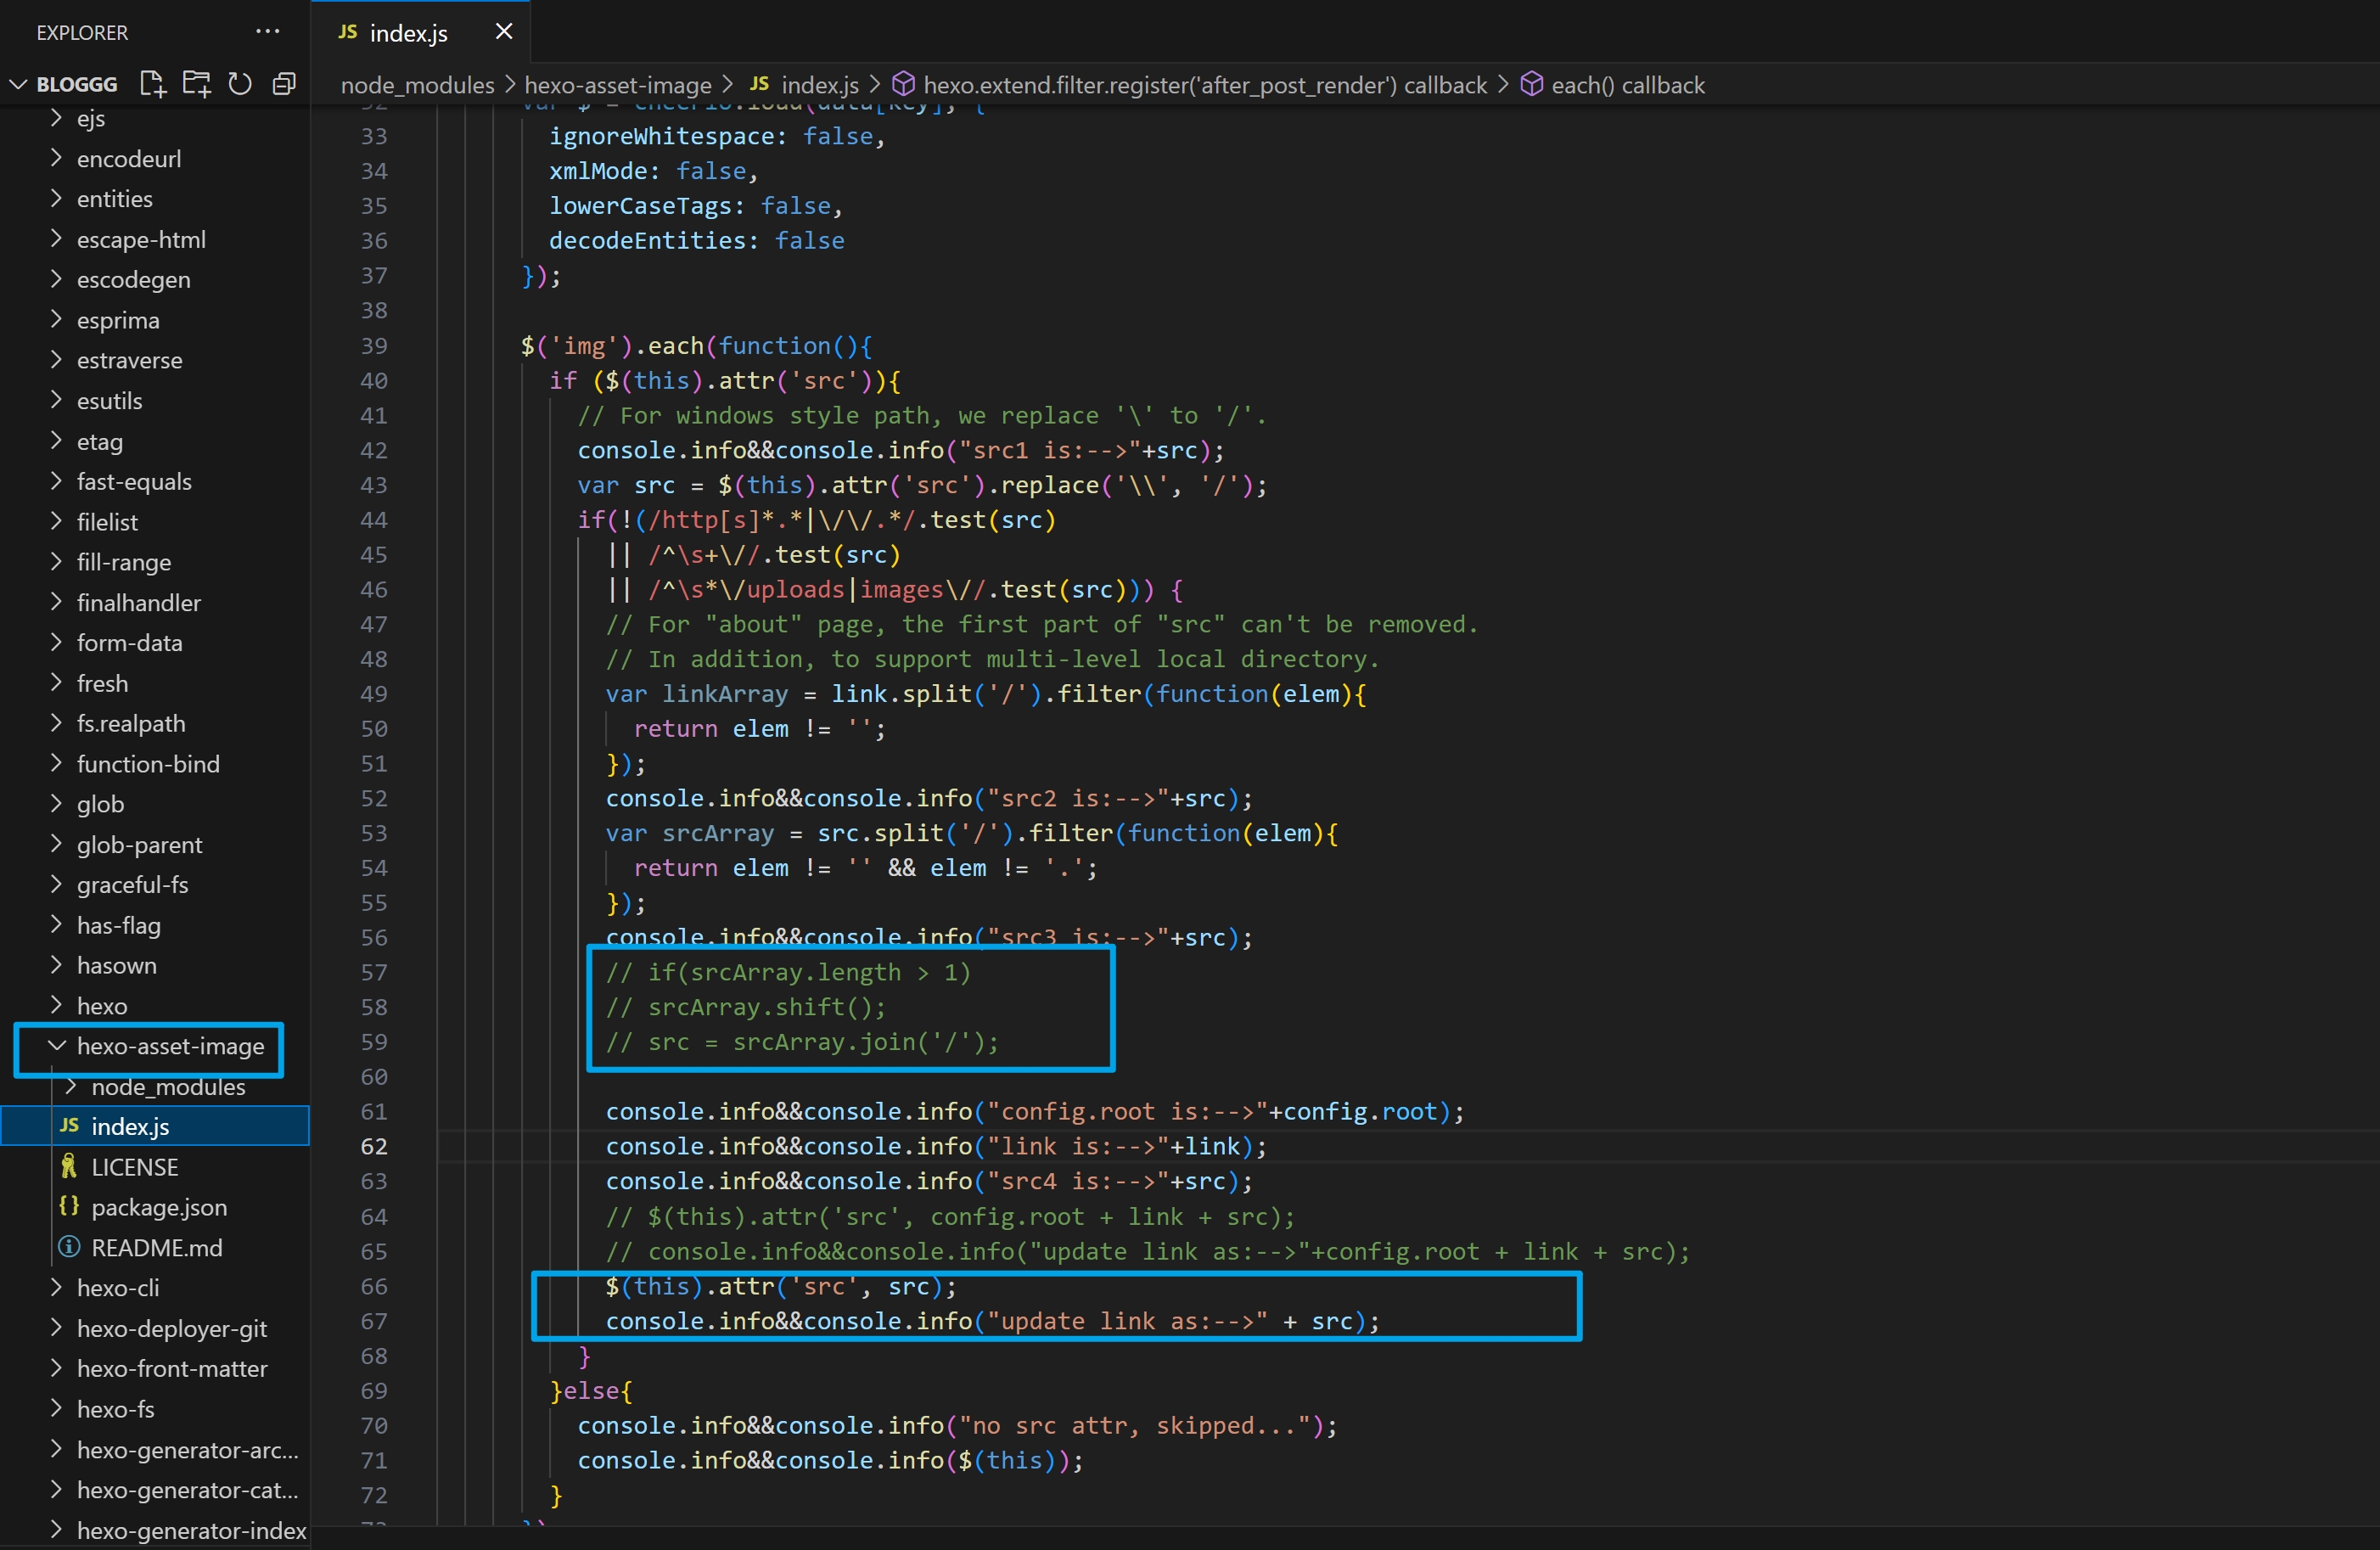 EXPLORER
BLOGGG
ejs
encodeurl
entities
escape-html
escodegen
esprima
estraverse
esutils
etag
fast-equals
filelist
fill-range
finalhandler
form-data
fresh
fs.realpath
function-bind
glob
glob-parent
graceful-fs
has-flag
hasown
hexo
hexo-asset-image
node_modules
JS index.js
LICENSE
{} package.json
README.md
hexo-cli
hexo-deployer-git
hexo-front-matter
hexo-fs
hexo-generator-arc...
hexo-generator-cat...
hexo-generator-index
JS index.js
node_modules > hexo-asset-image > JS index.js > hexo.extend.filter.register('after_post_render') callback > each() callback
32 var $ = cheerio.load(data[key], {
33 ignoreWhitespace: false,
34 xmlMode: false,
35 lowerCaseTags: false,
36 decodeEntities: false
37 });
38
39 $('img').each(function(){
40 if ($(this).attr('src')){
41 // For windows style path, we replace '\' to '/'.
42 console.info&&console.info("src1 is:-->"+src);
43 var src = $(this).attr('src').replace('\\', '/');
44 if(!(/http[s]*.*|\/\/.*/.test(src)
45 || /^\s+\//.test(src)
46 || /^\s*\/uploads|images\//.test(src))) {
47 // For "about" page, the first part of "src" can't be removed.
48 // In addition, to support multi-level local directory.
49 var linkArray = link.split('/').filter(function(elem){
50 return elem != '';
51 });
52 console.info&&console.info("src2 is:-->"+src);
53 var srcArray = src.split('/').filter(function(elem){
54 return elem != '' && elem != '.';
55 });
56 console.info&&console.info("src3 is:-->"+src);
57 // if(srcArray.length > 1)
58 // srcArray.shift();
59 // src = srcArray.join('/');
60
61 console.info&&console.info("config.root is:-->"+config.root);
62 console.info&&console.info("link is:-->"+link);
63 console.info&&console.info("src4 is:-->"+src);
64 // $(this).attr('src', config.root + link + src);
65 // console.info&&console.info("update link as:-->"+config.root + link + src);
66 $(this).attr('src', src);
67 console.info&&console.info("update link as:-->" + src);
68 }
69 }else{
70 console.info&&console.info("no src attr, skipped...");
71 console.info&&console.info($(this));
72 }